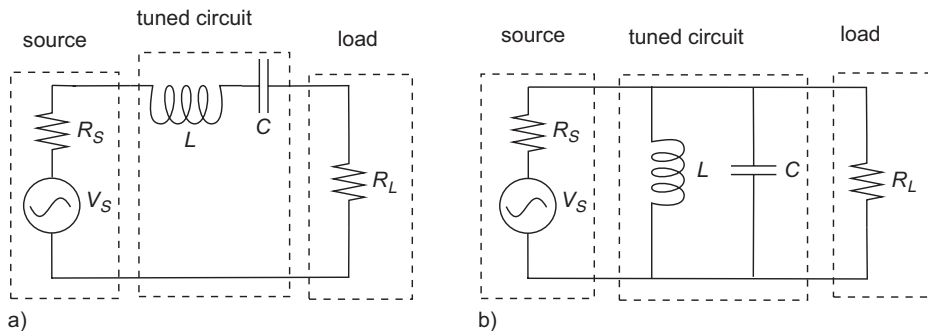 tuned circuit
source
load
R_S
V_S
L
C
R_L
a)
source
tuned circuit
load
R_S
V_S
L
C
R_L
b)